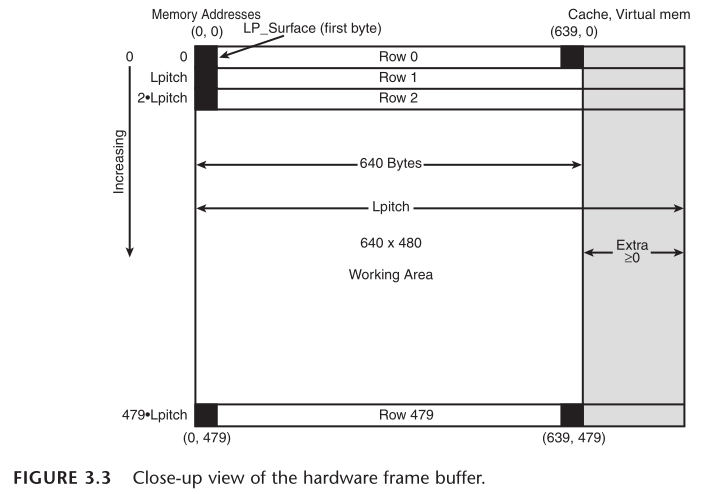 Memory Addresses
Cache, Virtual mem
(0, 0)
LP_Surface (first byte)
(639, 0)
0
0
Row 0
Lpitch
Row 1
2•Lpitch
Row 2
Increasing
640 Bytes
Lpitch
640 x 480
Extra
≥0
Working Area
479•Lpitch
Row 479
(0, 479)
(639, 479)
FIGURE 3.3 Close-up view of the hardware frame buffer.